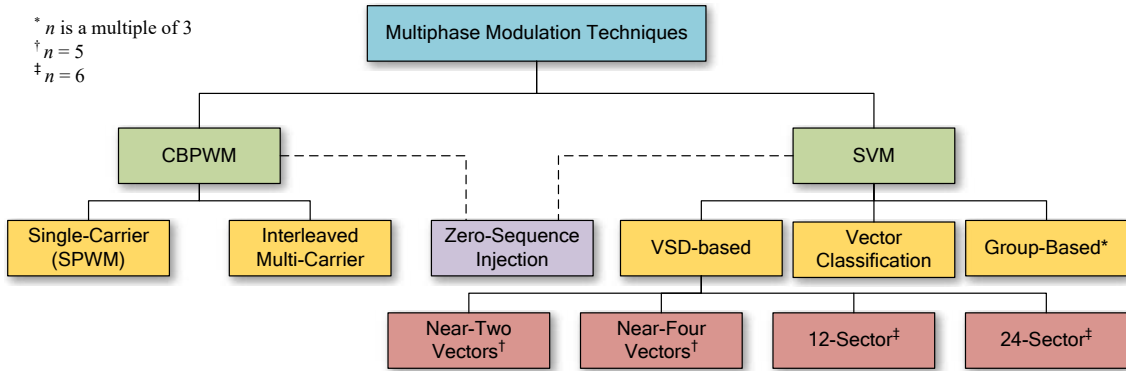 * n is a multiple of 3
† n = 5
‡ n = 6
Multiphase Modulation Techniques
CBPWM
SVM
Single-Carrier
(SPWM)
Interleaved
Multi-Carrier
Zero-Sequence
Injection
VSD-based
Vector
Classification
Group-Based*
Near-Two
Vectors†
Near-Four
Vectors†
12-Sector‡
24-Sector‡